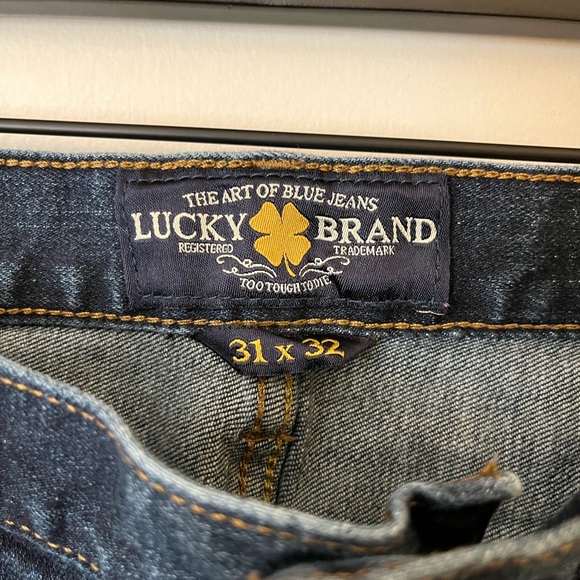 THE ART OF BLUE JEANS
LUCKY BRAND
REGISTERED TRADEMARK
TOO TOUGH TO DIE
31 x 32